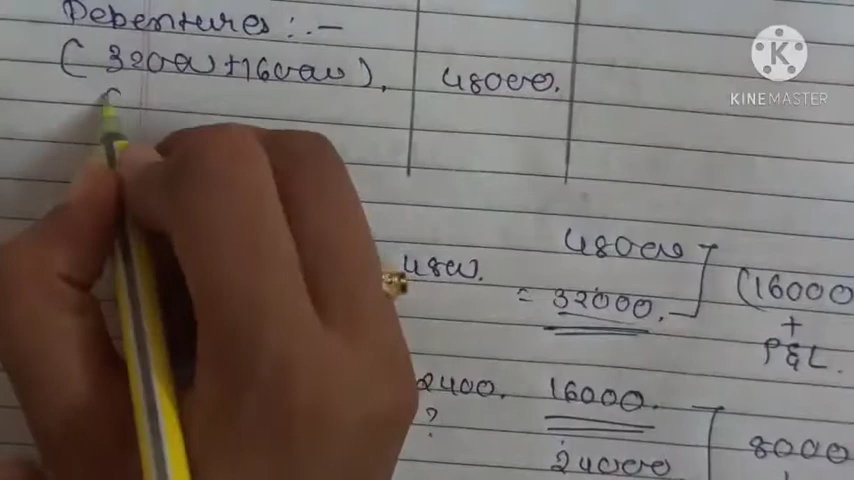 Debentures :-
(32000+16000). 48000.
48000
4800.
= 32000. (16000
+
P&L.
2400. 16000.
?
24000 8000
KINEMASTER